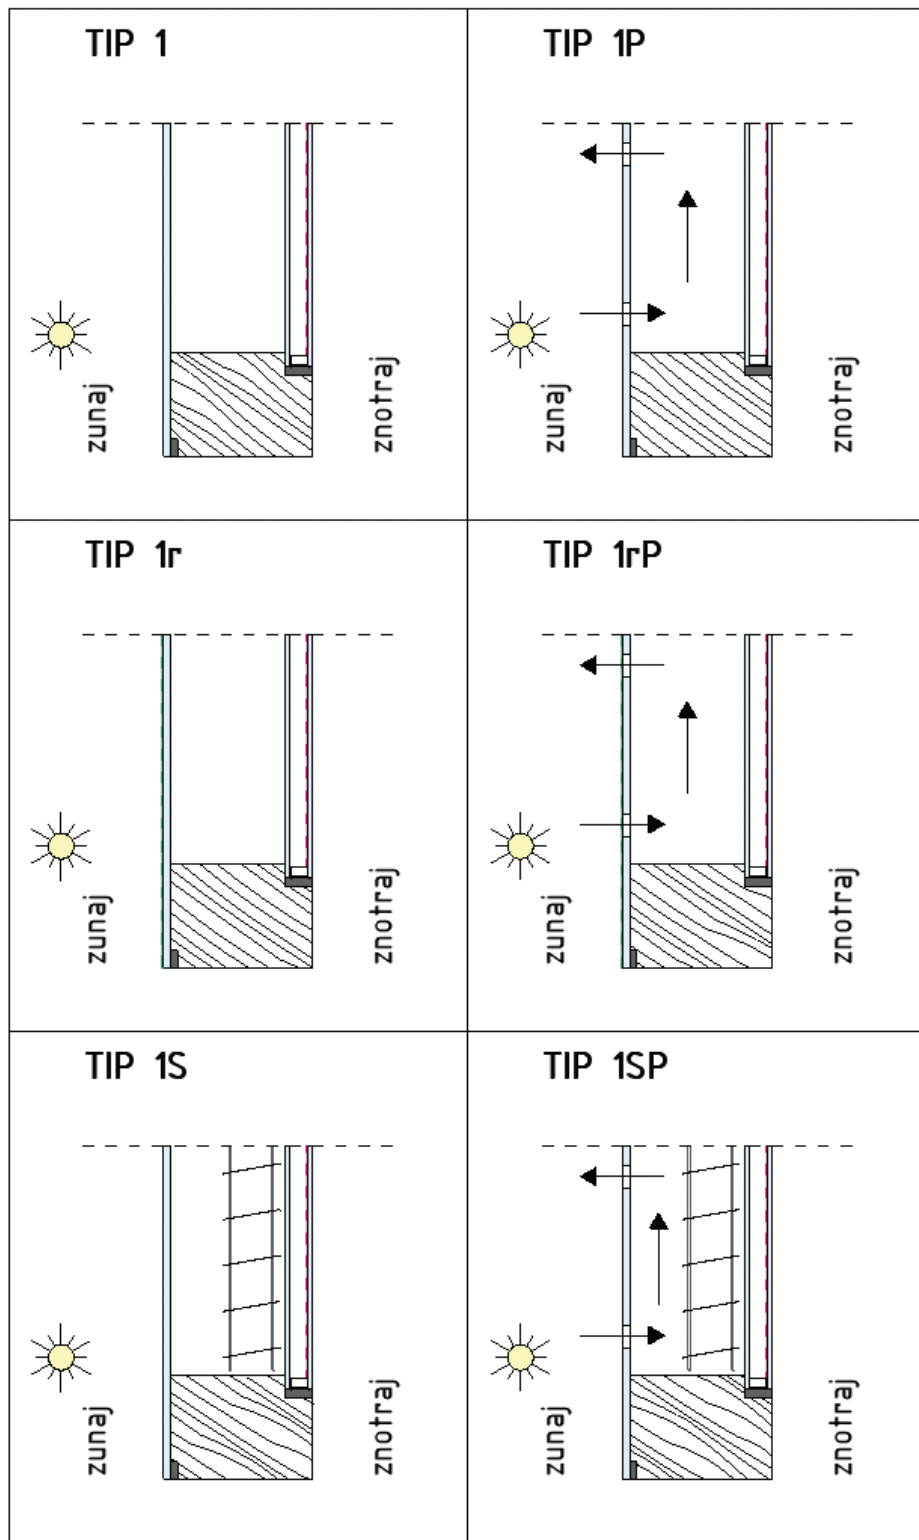 TIP 1
zunaj
znotraj
TIP 1P
zunaj
znotraj
TIP 1r
zunaj
znotraj
TIP 1rP
zunaj
znotraj
TIP 1S
zunaj
znotraj
TIP 1SP
zunaj
znotraj